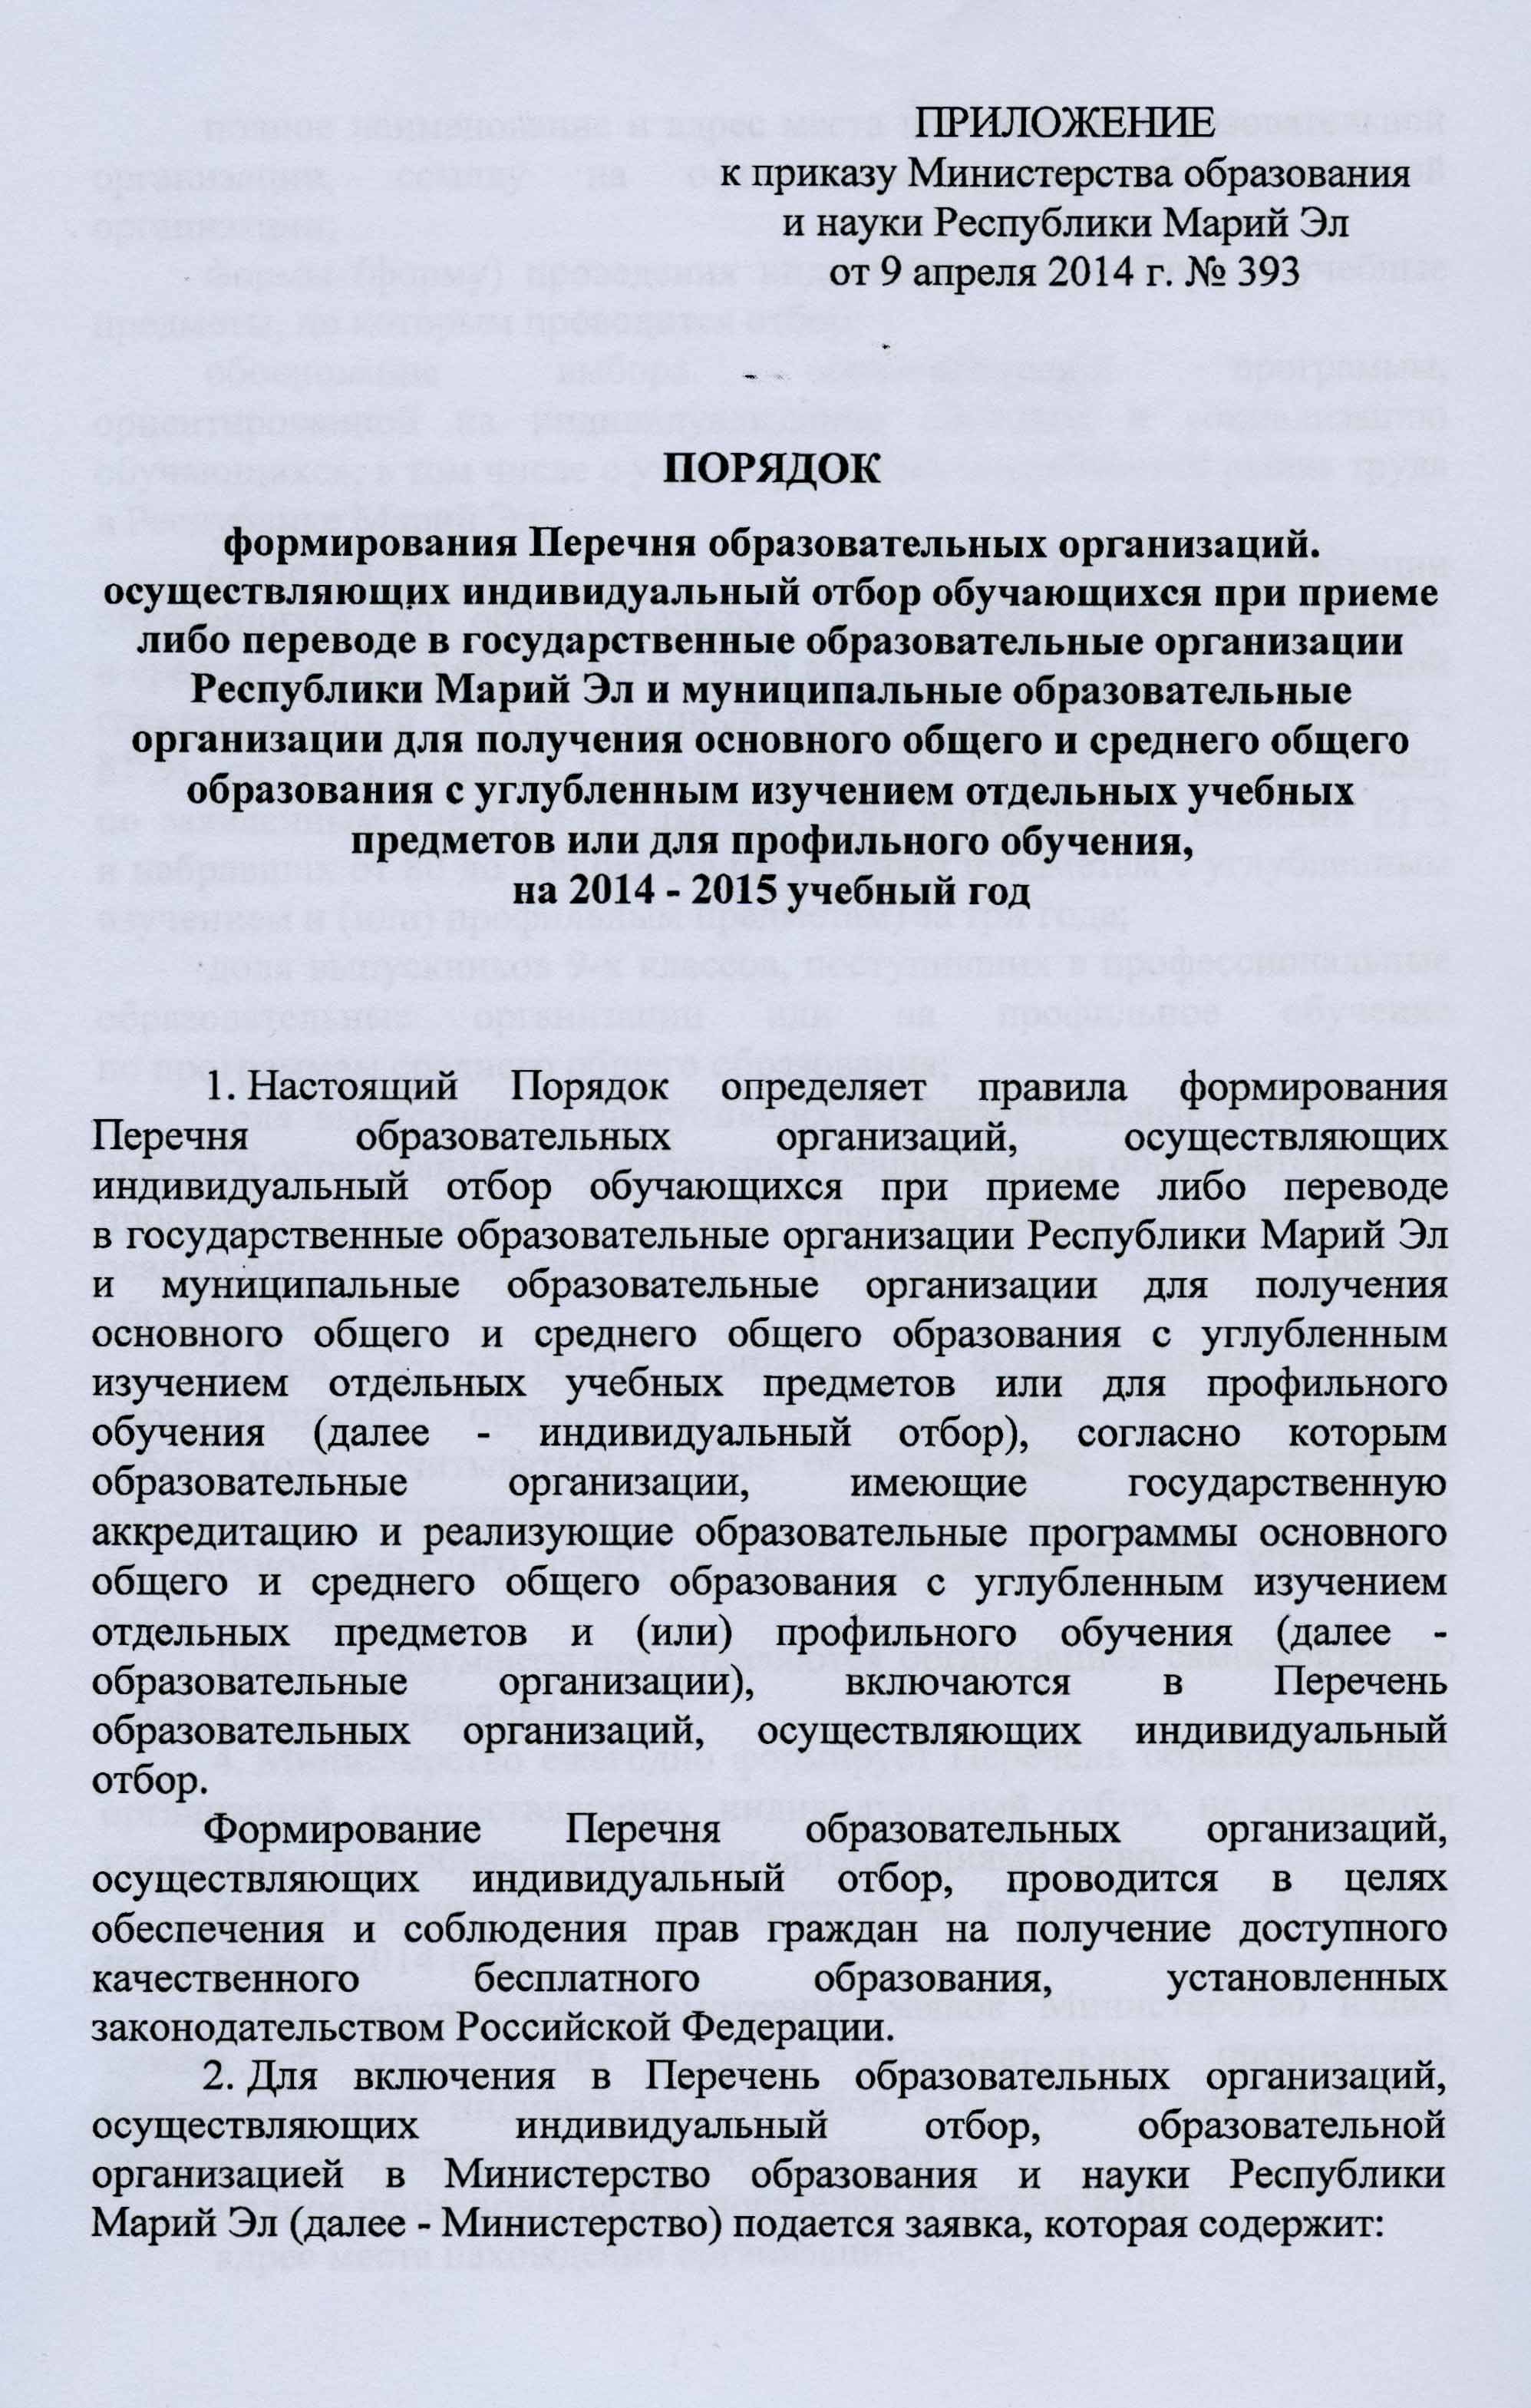 ПРИЛОЖЕНИЕ
к приказу Министерства образования
и науки Республики Марий Эл
от 9 апреля 2014 г. № 393
ПОРЯДОК
формирования Перечня образовательных организаций.
осуществляющих индивидуальный отбор обучающихся при приеме
либо переводе в государственные образовательные организации
Республики Марий Эл и муниципальные образовательные
организации для получения основного общего и среднего общего
образования с углубленным изучением отдельных учебных
предметов или для профильного обучения,
на 2014 - 2015 учебный год
1. Настоящий Порядок определяет правила формирования
Перечня образовательных организаций, осуществляющих
индивидуальный отбор обучающихся при приеме либо переводе
в государственные образовательные организации Республики Марий Эл
и муниципальные образовательные организации для получения
основного общего и среднего общего образования с углубленным
изучением отдельных учебных предметов или для профильного
обучения (далее - индивидуальный отбор), согласно которым
образовательные организации, имеющие государственную
аккредитацию и реализующие образовательные программы основного
общего и среднего общего образования с углубленным изучением
отдельных предметов и (или) профильного обучения (далее -
образовательные организации), включаются в Перечень
образовательных организаций, осуществляющих индивидуальный
отбор.
Формирование Перечня образовательных организаций,
осуществляющих индивидуальный отбор, проводится в целях
обеспечения и соблюдения прав граждан на получение доступного
качественного бесплатного образования, установленных
законодательством Российской Федерации.
2. Для включения в Перечень образовательных организаций,
осуществляющих индивидуальный отбор, образовательной
организацией в Министерство образования и науки Республики
Марий Эл (далее - Министерство) подается заявка, которая содержит: